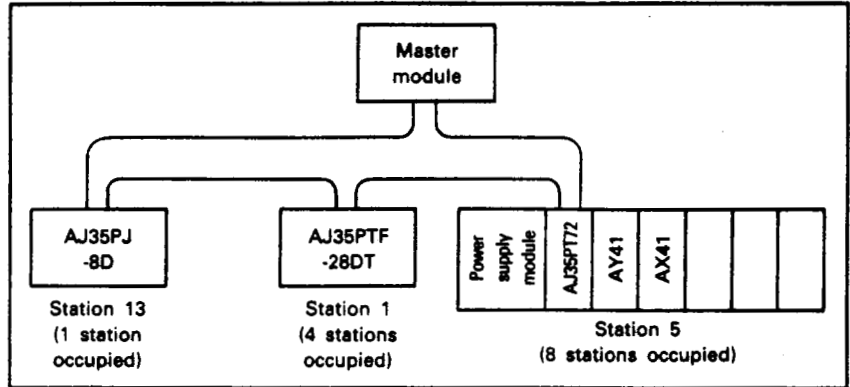 Master
module
AJ35PJ
-8D
AJ35PTF
-28DT
Power
supply
module
AJ35PT72
AY41
AX41
Station 13
(1 station
occupied)
Station 1
(4 stations
occupied)
Station 5
(8 stations occupied)